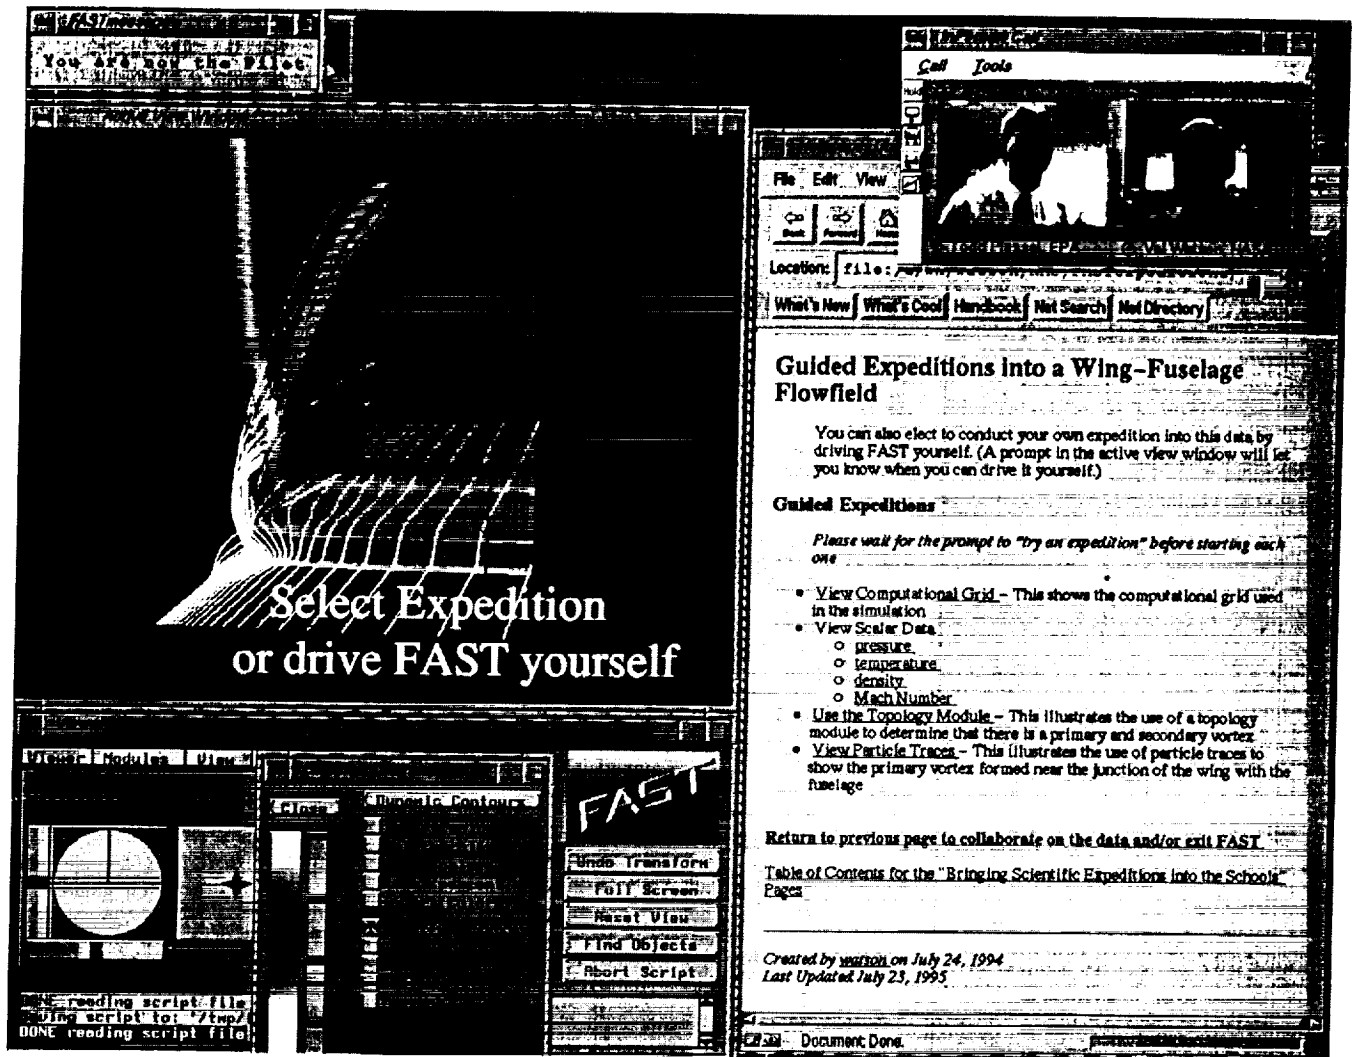 You are not the Pilot
Select Expedition
or drive FAST yourself
Viewer Modules View
Close
Dynamic Contours
FAST
Undo Transform
Full Screen
Reset View
Find Objects
Abort Script
DONE reading script file
script to: "/tmp/
DONE reading script file
Call Tools
Hold
File Edit View
Back Forward Home
Location: file:/
What's New What's Cool Handbook Net Search Net Directory
Guided Expeditions into a Wing-Fuselage
Flowfield
You can also elect to conduct your own expedition into this data by
driving FAST yourself. (A prompt in the active view window will let
you know when you can drive it yourself.)
Guided Expeditions
Please wait for the prompt to "try an expedition" before starting each
one
View Computational Grid - This shows the computational grid used
in the simulation
View Scalar Data
pressure
temperature
density
Mach Number
Use the Topology Module - This illustrates the use of a topology
module to determine that there is a primary and secondary vortex
View Particle Traces - This illustrates the use of particle traces to
show the primary vortex formed near the junction of the wing with the
fuselage
Return to previous page to collaborate on the data and/or exit FAST
Table of Contents for the "Bringing Scientific Expeditions into the Schools"
Pages
Created by watson on July 24, 1994
Last Updated July 23, 1995
Document Done.